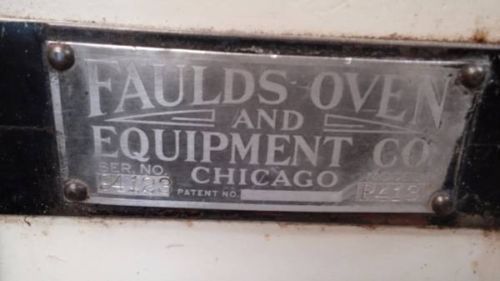 FAULDS OVEN
AND
EQUIPMENT CO
SER. NO.
CHICAGO
PATENT NO.